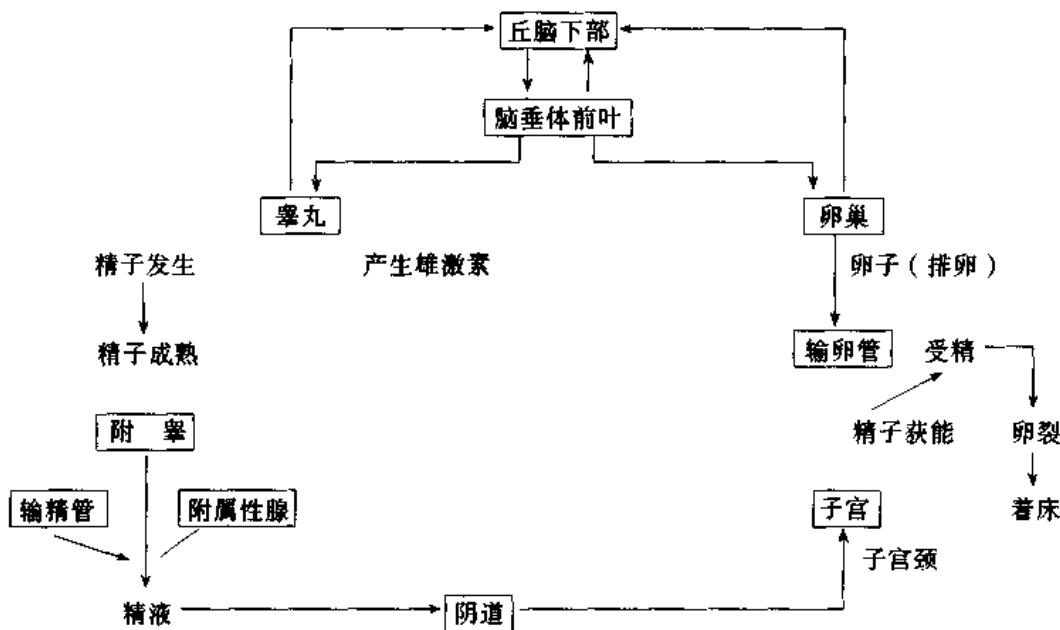 丘脑下部
脑垂体前叶
睾丸
卵巢
精子发生
产生雄激素
卵子（排卵）
精子成熟
输卵管
受精
附 睾
精子获能
卵裂
输精管
附属性腺
子宫
着床
子宫颈
精液
阴道